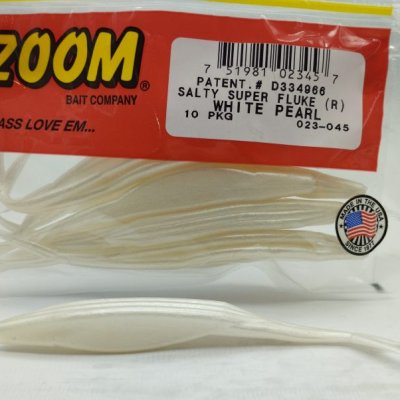 ZOOM®
BAIT COMPANY
ASS LOVE EM...
7 51981 02345 7
PATENT.# D334966
SALTY SUPER FLUKE (R)
WHITE PEARL
10 PKG
023-045
MADE IN THE USA
SINCE 1977